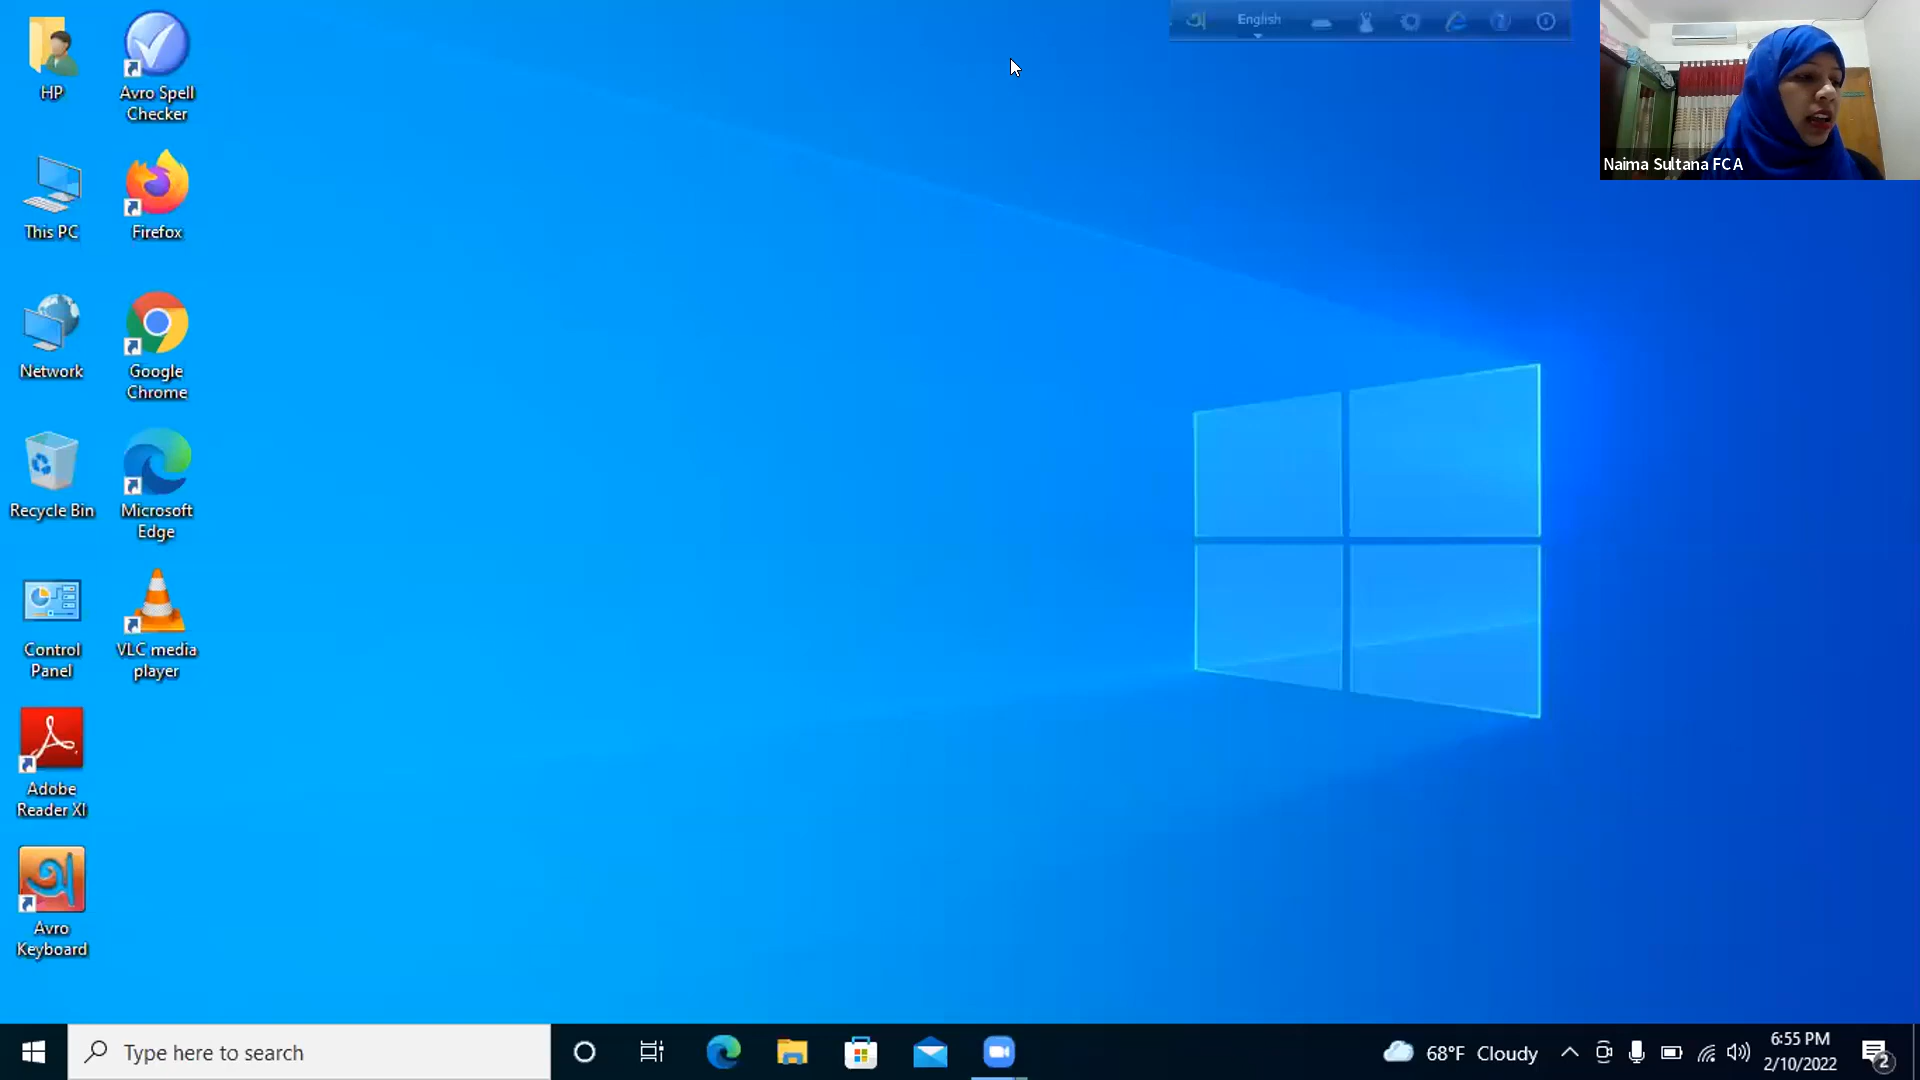 HP
Avro Spell
Checker
This PC
Firefox
Network
Google
Chrome
Recycle Bin
Microsoft
Edge
Control
Panel
VLC media
player
Adobe
Reader XI
অ
Avro
Keyboard
অ
English
Naima Sultana FCA
Type here to search
68°F Cloudy
6:55 PM
2/10/2022
2